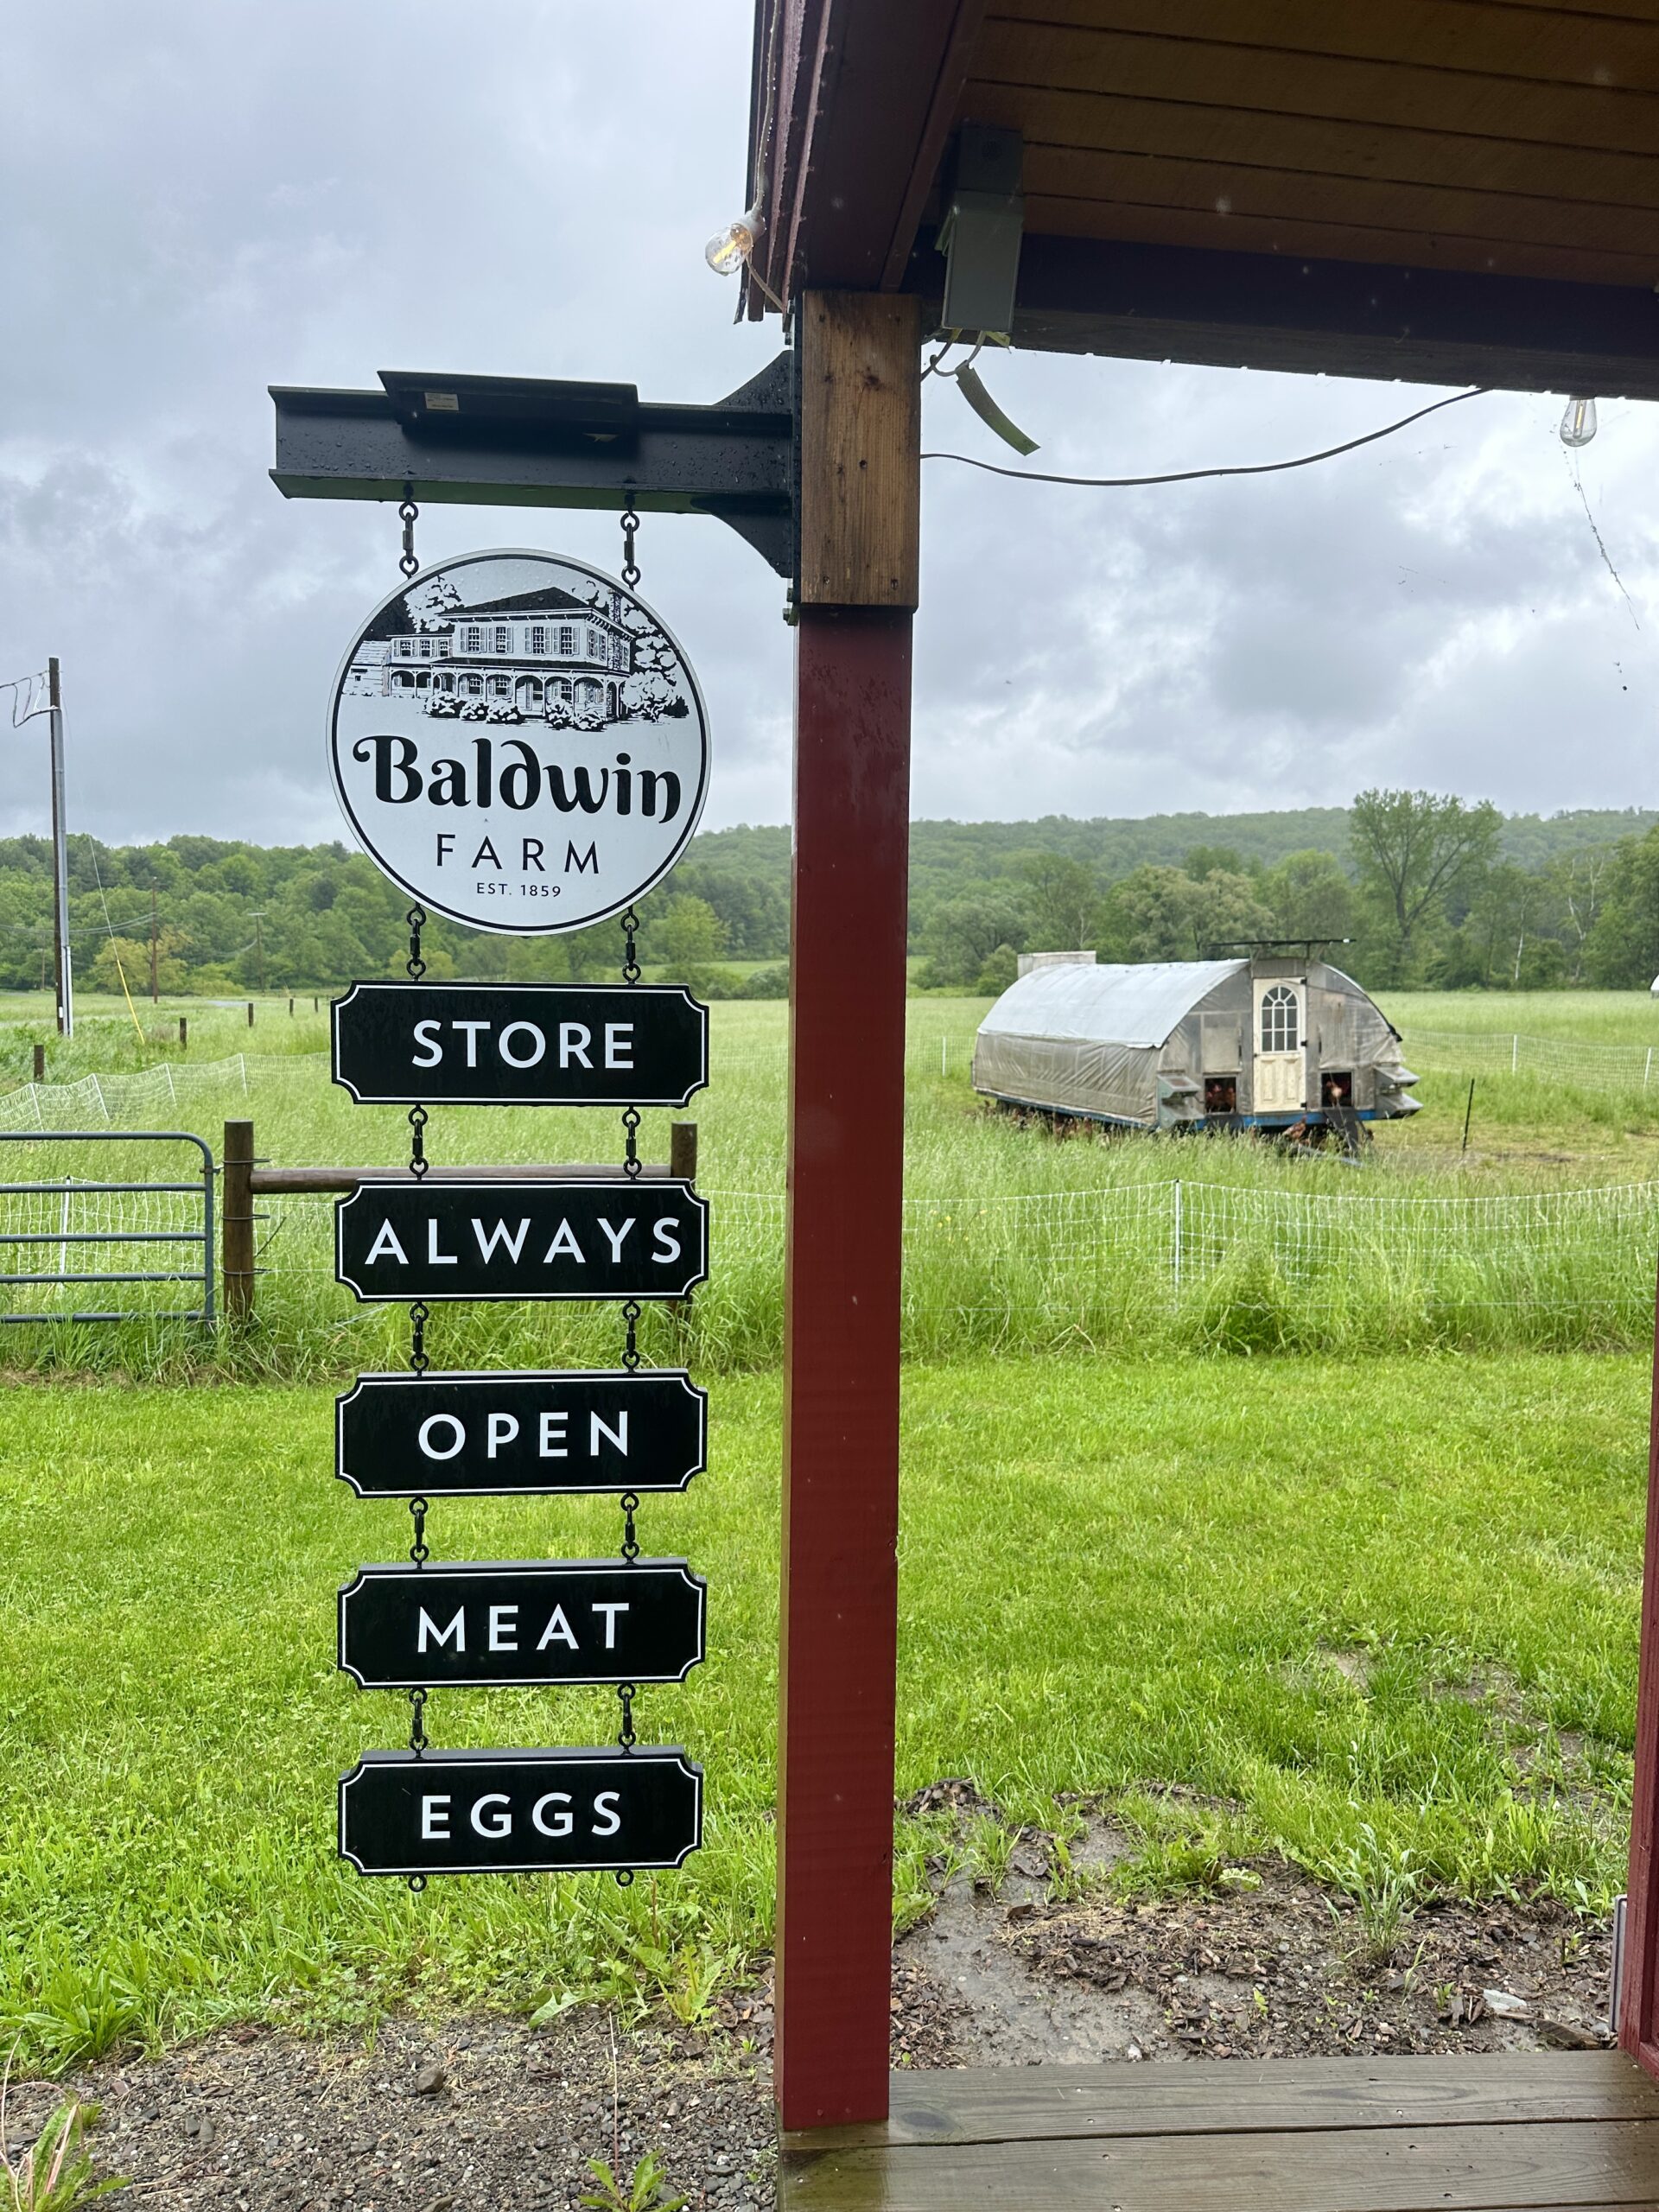 Baldwin
FARM
EST. 1859
STORE
ALWAYS
OPEN
MEAT
EGGS